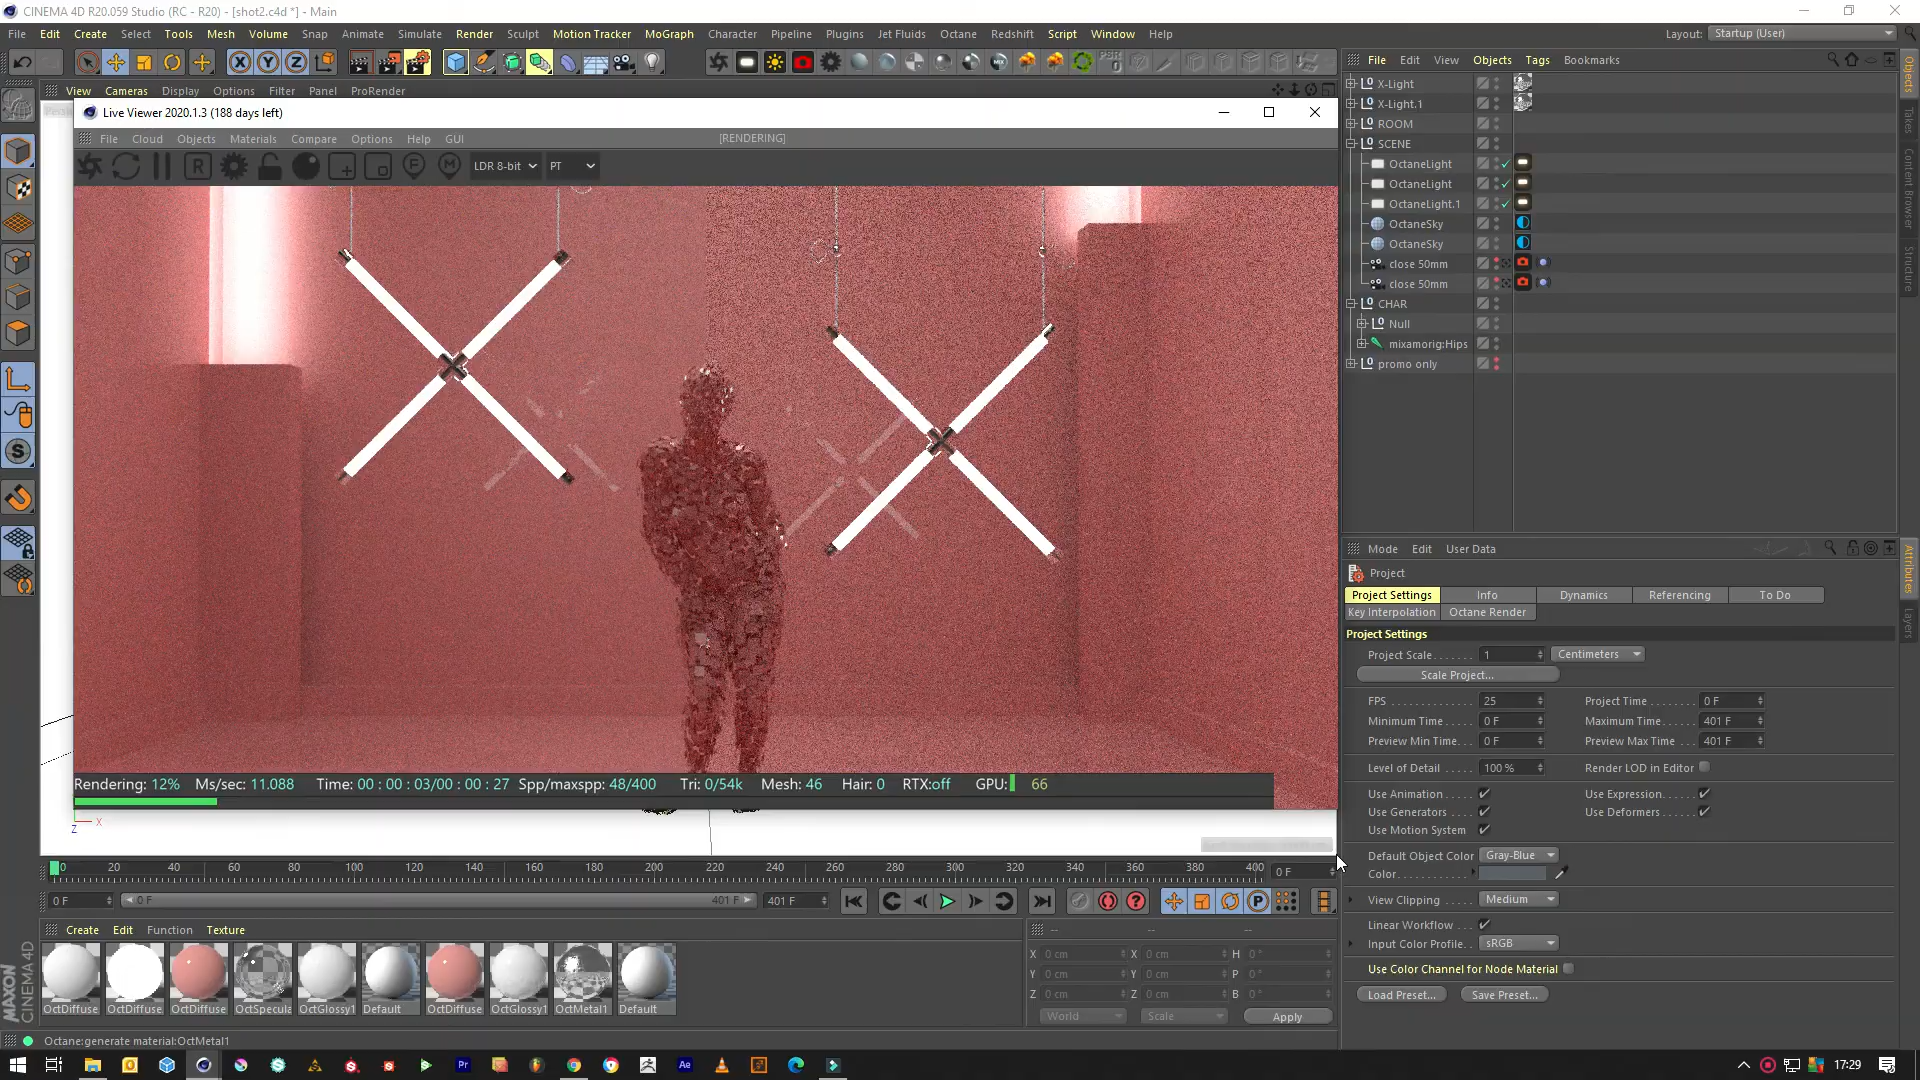 CINEMA 4D R20.059 Studio (RC - R20) - [shot2.c4d *] - Main
File Edit Create Select Tools Mesh Volume Snap Animate Simulate Render Sculpt Motion Tracker MoGraph Character Pipeline Plugins Jet Fluids Octane Redshift Script Window Help
Layout: Startup (User)
PSR
File Edit View Objects Tags Bookmarks
View Cameras Display Options Filter Panel ProRender
Live Viewer 2020.1.3 (188 days left)
File Cloud Objects Materials Compare Options Help GUI [RENDERING]
LDR 8-bit PT
X-Light
X-Light.1
ROOM
SCENE
OctaneLight
OctaneLight
OctaneLight.1
OctaneSky
OctaneSky
close 50mm
close 50mm
CHAR
Null
mixamorig:Hips
promo only
Objects
Takes
Content Browser
Structure
Rendering: 12% Ms/sec: 11.088 Time: 00 : 00 : 03/00 : 00 : 27 Spp/maxspp: 48/400 Tri: 0/54k Mesh: 46 Hair: 0 RTX:off GPU: 66
Z X
Mode Edit User Data
Attributes
Layers
Project
Project Settings Info Dynamics Referencing To Do
Key Interpolation Octane Render
Project Settings
Project Scale 1 Centimeters
Scale Project...
FPS 25 Project Time 0 F
Minimum Time 0 F Maximum Time 401 F
Preview Min Time 0 F Preview Max Time 401 F
Level of Detail 100 % Render LOD in Editor
Use Animation Use Expression
Use Generators Use Deformers
Use Motion System
Default Object Color Gray-Blue
Color
View Clipping Medium
Linear Workflow
Input Color Profile sRGB
Use Color Channel for Node Material
Load Preset... Save Preset...
0 20 40 60 80 100 120 140 160 180 200 220 240 260 280 300 320 340 360 380 400 0 F
0 F 0 F 401 F 401 F
Create Edit Function Texture
OctDiffuse OctDiffuse OctDiffuse OctSpecula OctGlossy1 Default OctDiffuse OctGlossy1 OctMetal1 Default
-- -- --
X 0 cm X 0 cm H 0 °
Y 0 cm Y 0 cm P 0 °
Z 0 cm Z 0 cm B 0 °
World Scale Apply
MAXON
CINEMA 4D
Octane:generate material:OctMetal1
Pr
Ae
17:29